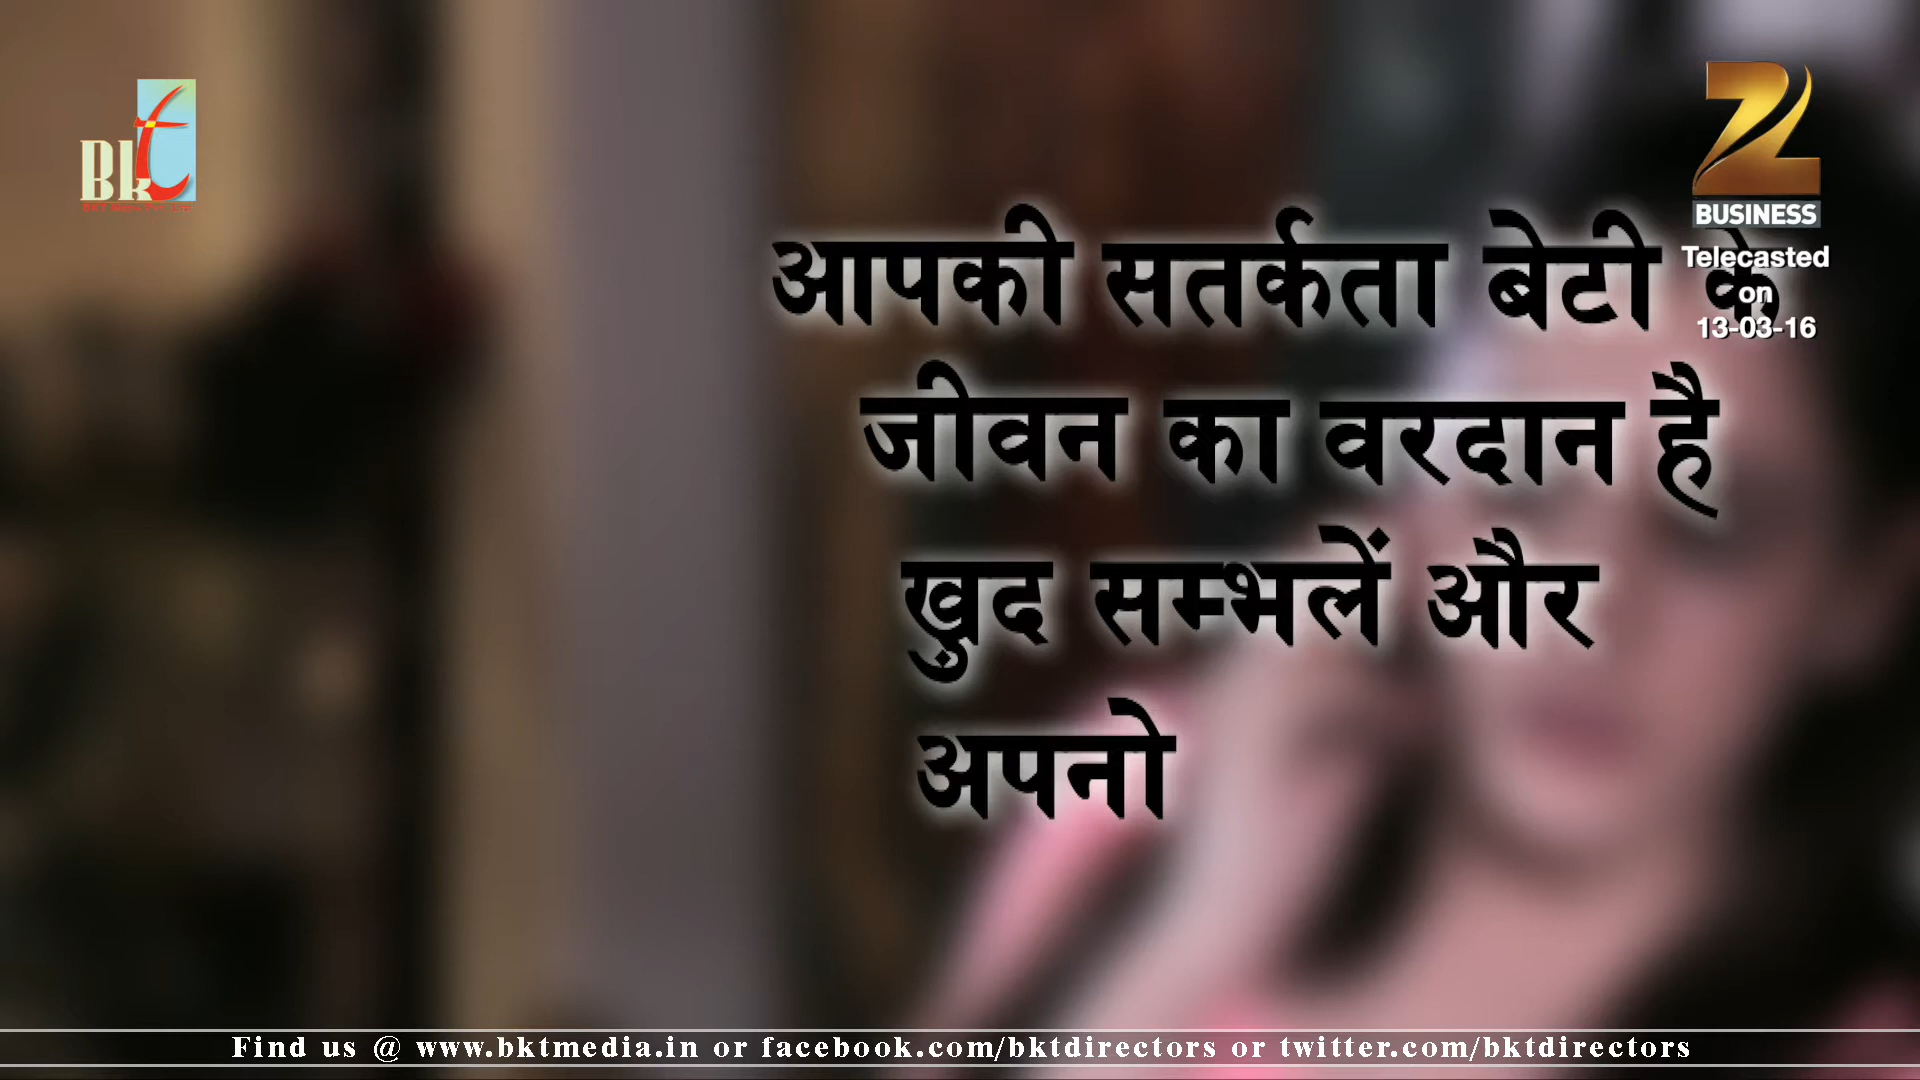 Bkt
BUSINESS
Telecasted
on
13-03-16
आपकी सतर्कता बेटी के
जीवन का वरदान है
खुद सम्भलें और
अपनो
Find us @ www.bktmedia.in or facebook.com/bktdirectors or twitter.com/bktdirectors